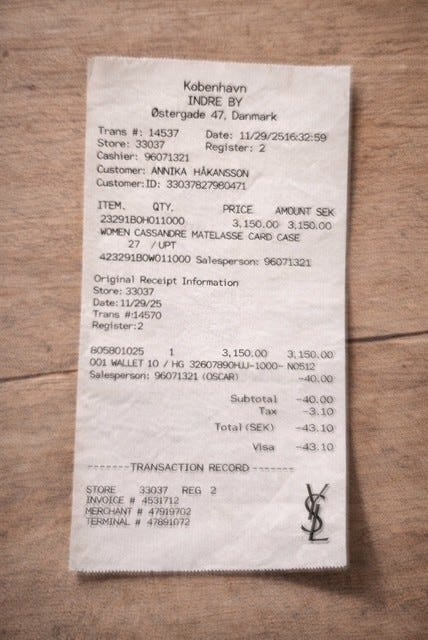 København
INDRE BY
Østergade 47, Danmark
Trans #: 14537 Date: 11/29/2516:32:59
Store: 33037 Register: 2
Cashier: 96071321
Customer: ANNIKA HÅKANSSON
Customer:ID: 33037827980471
ITEM. QTY. PRICE AMOUNT SEK
23291B0H011000 3,150.00 3,150.00
WOMEN CASSANDRE MATELASSE CARD CASE
27 /UPT
423291B0W011000 Salesperson: 96071321
Original Receipt Information
Store: 33037
Date:11/29/25
Trans #:14570
Register:2
805801025 1 3,150.00 3,150.00
001 WALLET 10 / HG 32607890HJJ-1000- N0512
Salesperson: 96071321 (OSCAR) -40.00
Subtotal -40.00
Tax -3.10
Total(SEK) -43.10
Visa -43.10
-------TRANSACTION RECORD-------
STORE 33037 REG 2
INVOICE # 4531712
MERCHANT # 47919702
TERMINAL # 47891072
YSL